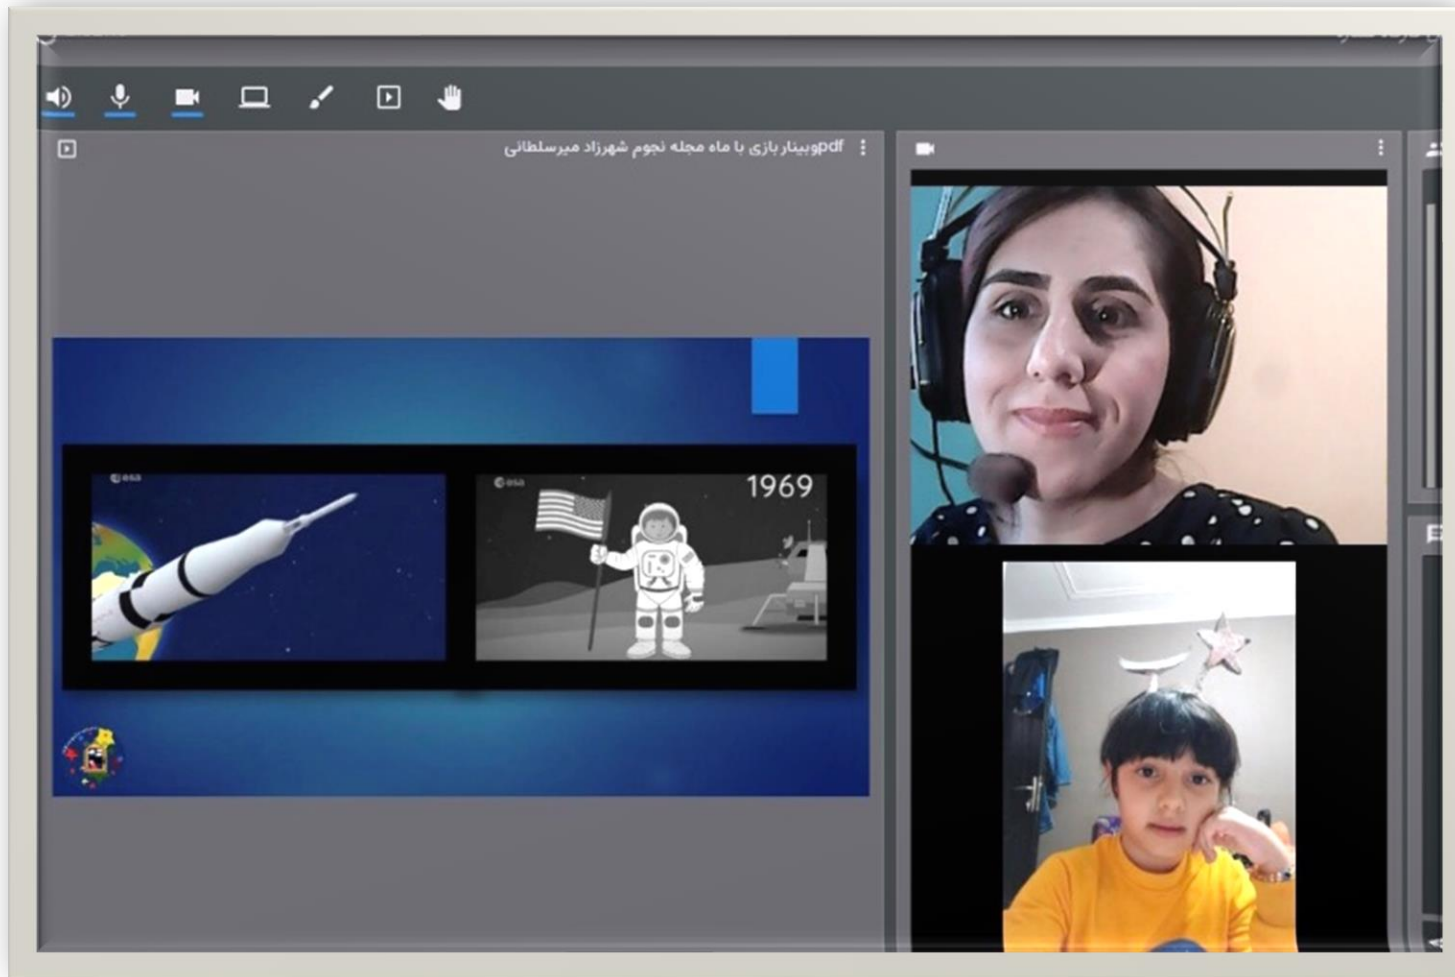 pdfوبینار بازی با ماه مجله نجوم شهرزاد میرسلطانی
esa
esa
1969